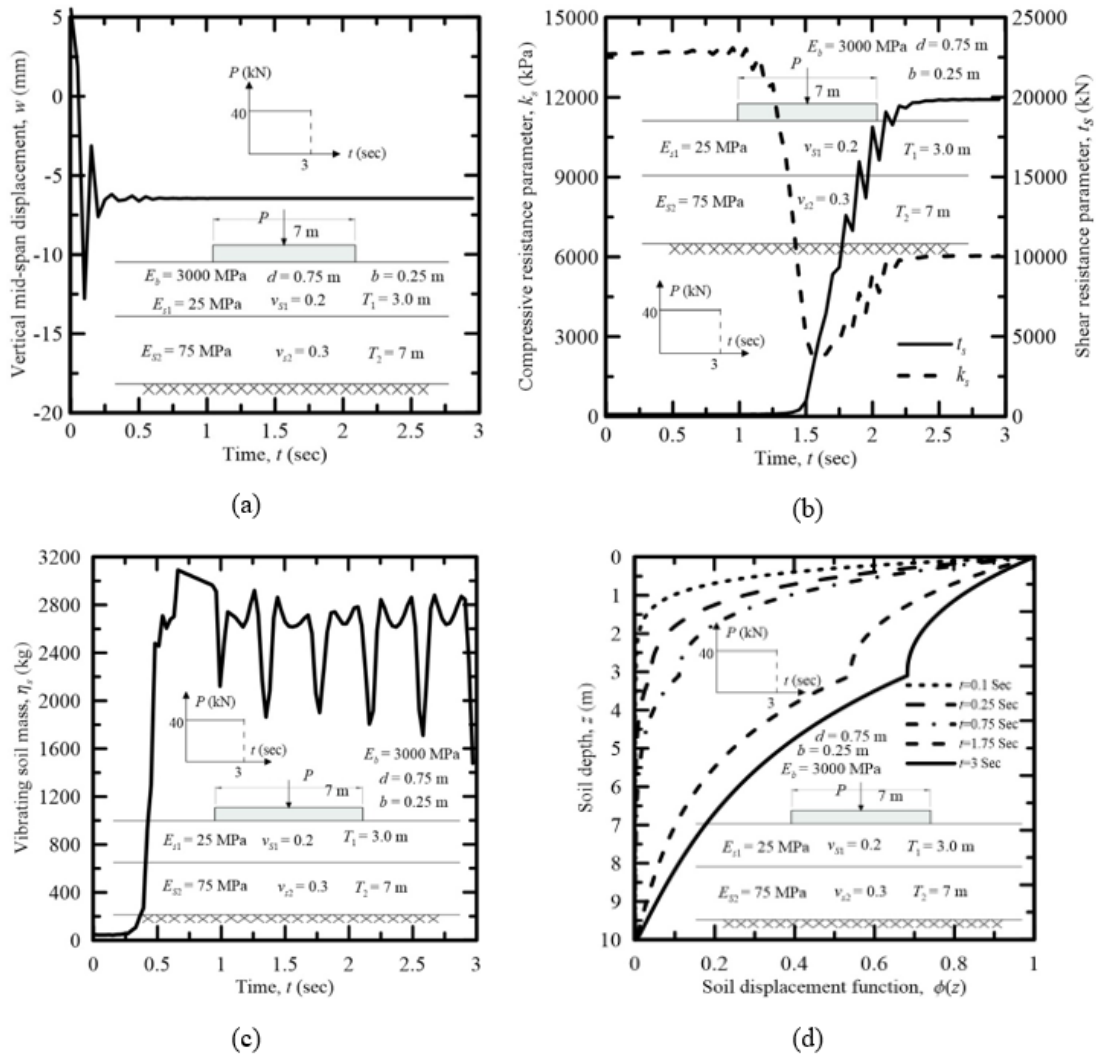 (a)
Vertical mid-span displacement, w (mm)
5
0
-5
-10
-15
-20
P (kN)
40
t (sec)
3
P
7 m
E_b = 3000 MPa d = 0.75 m b = 0.25 m
E_s1 = 25 MPa ν_S1 = 0.2 T_1 = 3.0 m
E_S2 = 75 MPa ν_s2 = 0.3 T_2 = 7 m
0 0.5 1 1.5 2 2.5 3
Time, t (sec)
(a)
(b)
Compressive resistance parameter, k_s (kPa)
15000
12000
9000
6000
3000
0
25000
20000
15000
10000
5000
0
Shear resistance parameter, t_s (kN)
E_b = 3000 MPa d = 0.75 m
P
7 m b = 0.25 m
E_s1 = 25 MPa ν_S1 = 0.2 T_1 = 3.0 m
E_S2 = 75 MPa ν_s2 = 0.3 T_2 = 7 m
P (kN)
40
t (sec)
3
t_s
k_s
0 0.5 1 1.5 2 2.5 3
Time, t (sec)
(b)
(c)
Vibrating soil mass, η_s (kg)
3200
2800
2400
2000
1600
1200
800
400
0
P (kN)
40
t (sec)
3
E_b = 3000 MPa
d = 0.75 m
b = 0.25 m
P
7 m
E_s1 = 25 MPa ν_S1 = 0.2 T_1 = 3.0 m
E_S2 = 75 MPa ν_s2 = 0.3 T_2 = 7 m
0 0.5 1 1.5 2 2.5 3
Time, t (sec)
(c)
(d)
Soil depth, z (m)
0
1
2
3
4
5
6
7
8
9
10
P (kN)
40
t (sec)
3
t=0.1 Sec
t=0.25 Sec
t=0.75 Sec
t=1.75 Sec
t=3 Sec
d = 0.75 m
b = 0.25 m
E_b = 3000 MPa
P
7 m
E_s1 = 25 MPa ν_S1 = 0.2 T_1 = 3.0 m
E_S2 = 75 MPa ν_s2 = 0.3 T_2 = 7 m
0 0.2 0.4 0.6 0.8 1
Soil displacement function, ϕ(z)
(d)